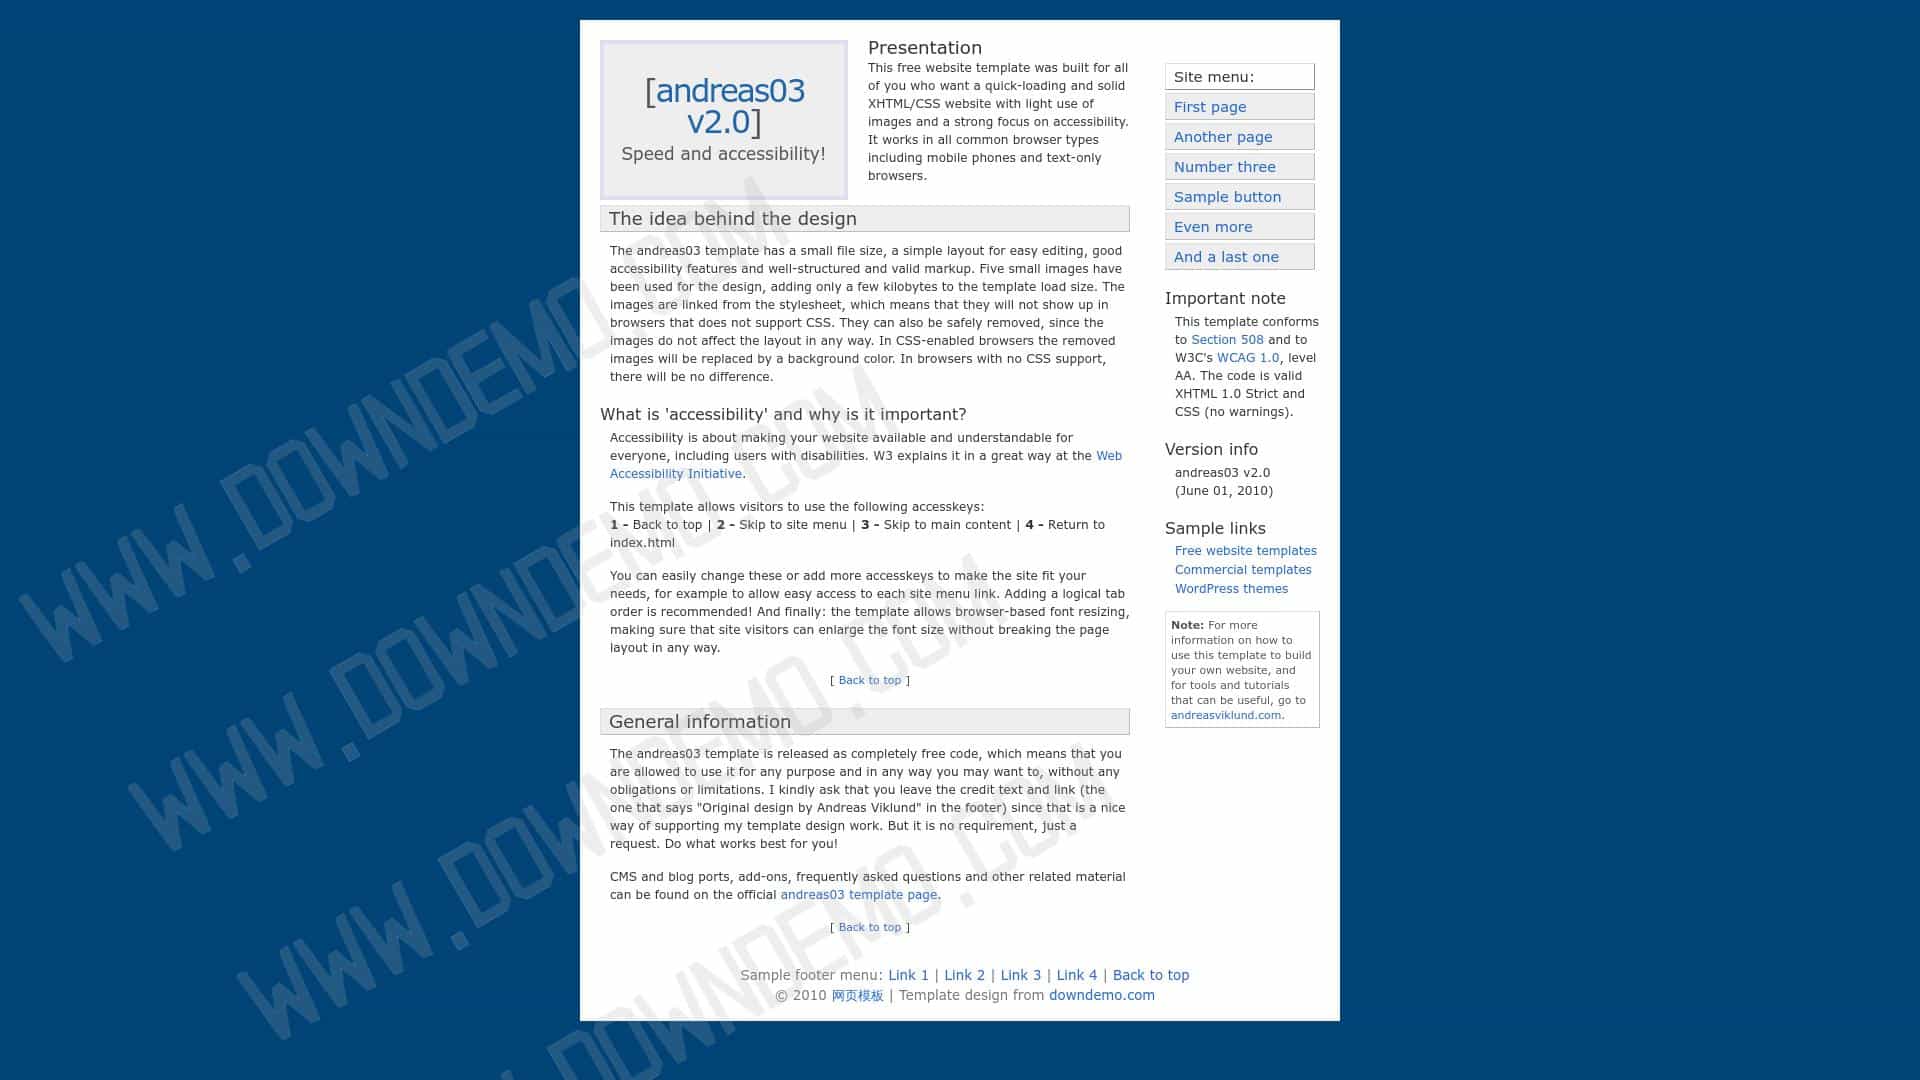 [andreas03
v2.0]
Speed and accessibility!
Presentation
This free website template was built for all
of you who want a quick-loading and solid
XHTML/CSS website with light use of
images and a strong focus on accessibility.
It works in all common browser types
including mobile phones and text-only
browsers.
The idea behind the design
The andreas03 template has a small file size, a simple layout for easy editing, good
accessibility features and well-structured and valid markup. Five small images have
been used for the design, adding only a few kilobytes to the template load size. The
images are linked from the stylesheet, which means that they will not show up in
browsers that does not support CSS. They can also be safely removed, since the
images do not affect the layout in any way. In CSS-enabled browsers the removed
images will be replaced by a background color. In browsers with no CSS support,
there will be no difference.
What is 'accessibility' and why is it important?
Accessibility is about making your website available and understandable for
everyone, including users with disabilities. W3 explains it in a great way at the Web
Accessibility Initiative.
This template allows visitors to use the following accesskeys:
1 – Back to top | 2 – Skip to site menu | 3 – Skip to main content | 4 – Return to
index.html
You can easily change these or add more accesskeys to make the site fit your
needs, for example to allow easy access to each site menu link. Adding a logical tab
order is recommended! And finally: the template allows browser-based font resizing,
making sure that site visitors can enlarge the font size without breaking the page
layout in any way.
[ Back to top ]
General information
The andreas03 template is released as completely free code, which means that you
are allowed to use it for any purpose and in any way you may want to, without any
obligations or limitations. I kindly ask that you leave the credit text and link (the
one that says "Original design by Andreas Viklund" in the footer) since that is a nice
way of supporting my template design work. But it is no requirement, just a
request. Do what works best for you!
CMS and blog ports, add-ons, frequently asked questions and other related material
can be found on the official andreas03 template page.
[ Back to top ]
Site menu:
First page
Another page
Number three
Sample button
Even more
And a last one
Important note
This template conforms
to Section 508 and to
W3C's WCAG 1.0, level
AA. The code is valid
XHTML 1.0 Strict and
CSS (no warnings).
Version info
andreas03 v2.0
(June 01, 2010)
Sample links
Free website templates
Commercial templates
WordPress themes
Note: For more
information on how to
use this template to build
your own website, and
for tools and tutorials
that can be useful, go to
andreasviklund.com.
Sample footer menu: Link 1 | Link 2 | Link 3 | Link 4 | Back to top
© 2010 网页模板 | Template design from downdemo.com
WWW.DOWNDEMO.COM
WWW.DOWNDEMO.COM
WWW.DOWNDEMO.COM
WWW.DOWNDEMO.COM
DOWNDEMO.COM